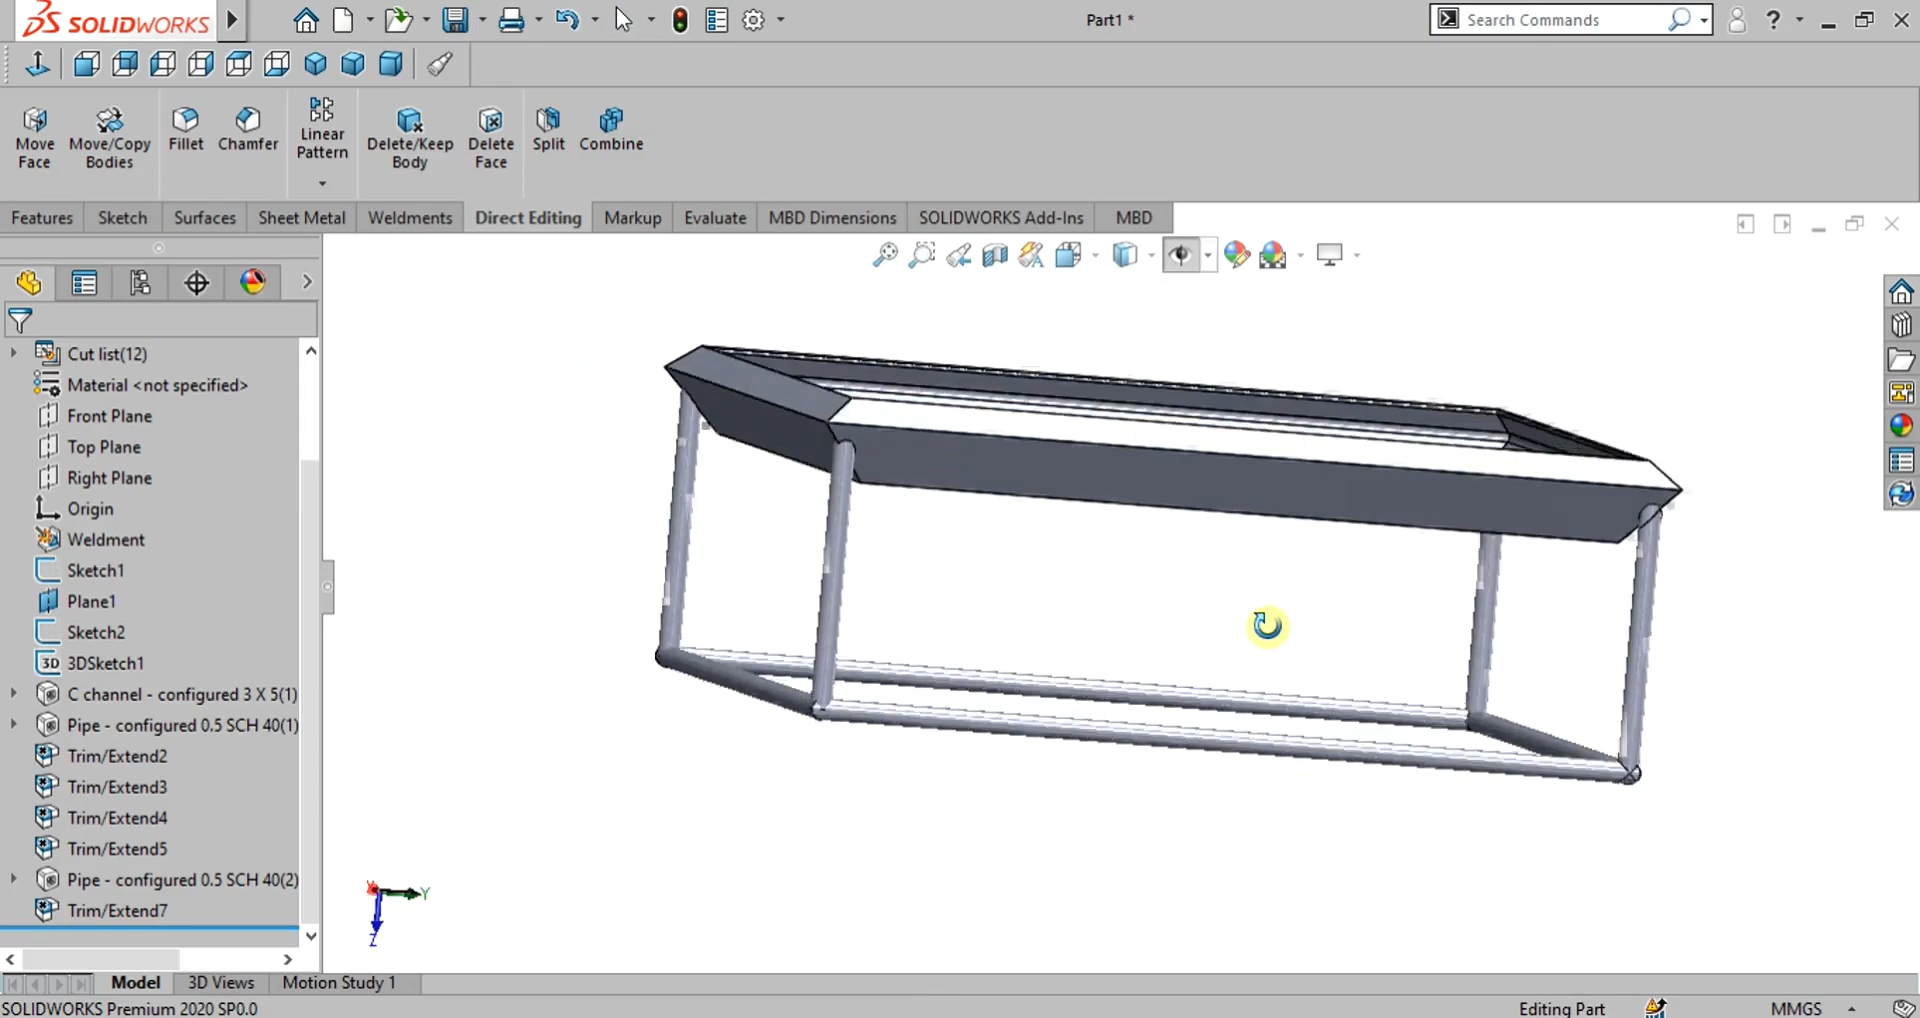 SOLIDWORKS
Part1 *
Search Commands
?
Move Face
Move/Copy Bodies
Fillet
Chamfer
Linear Pattern
Delete/Keep Body
Delete Face
Split
Combine
Features
Sketch
Surfaces
Sheet Metal
Weldments
Direct Editing
Markup
Evaluate
MBD Dimensions
SOLIDWORKS Add-Ins
MBD
Cut list(12)
Material <not specified>
Front Plane
Top Plane
Right Plane
Origin
Weldment
Sketch1
Plane1
Sketch2
3D 3DSketch1
C channel - configured 3 X 5(1)
Pipe - configured 0.5 SCH 40(1)
Trim/Extend2
Trim/Extend3
Trim/Extend4
Trim/Extend5
Pipe - configured 0.5 SCH 40(2)
Trim/Extend7
Y
Z
Model
3D Views
Motion Study 1
SOLIDWORKS Premium 2020 SP0.0
Editing Part
MMGS